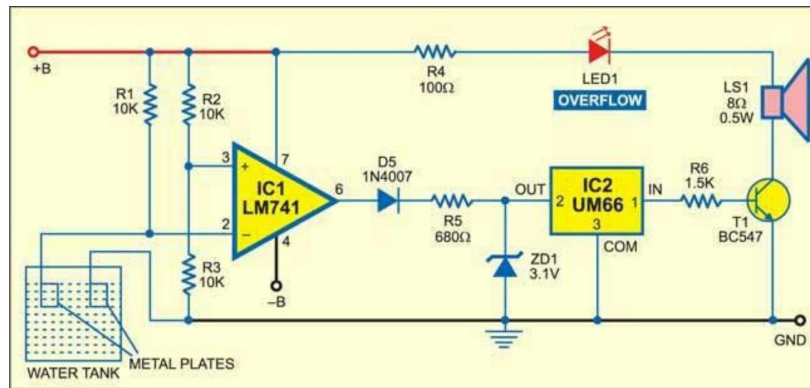 +B
R1
10K
R2
10K
R4
100Ω
LED1
OVERFLOW
LS1
8Ω
0.5W
3
+
7
IC1
LM741
6
2
–
4
–B
R3
10K
D5
1N4007
R5
680Ω
OUT
2
IC2
UM66
1
IN
3
COM
R6
1.5K
T1
BC547
ZD1
3.1V
GND
WATER TANK
METAL PLATES